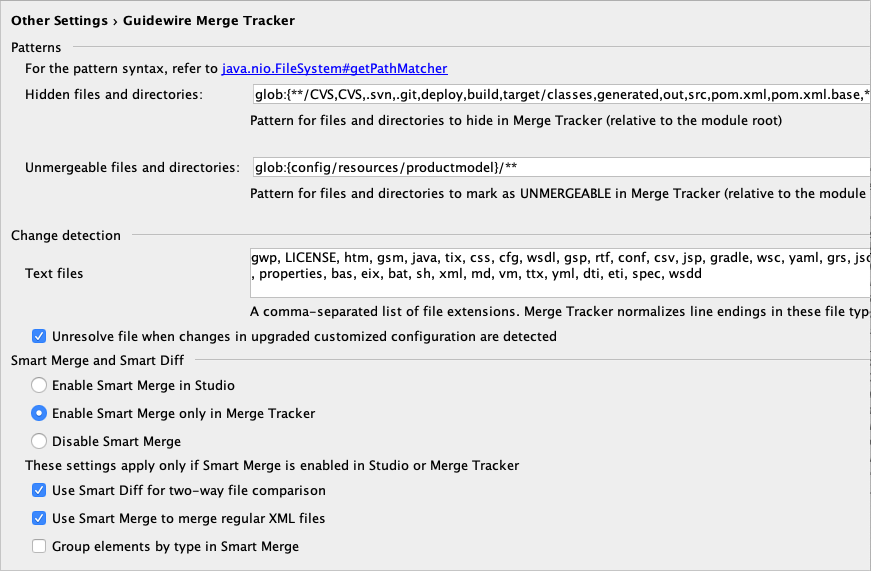 Other Settings › Guidewire Merge Tracker
Patterns
For the pattern syntax, refer to java.nio.FileSystem#getPathMatcher
Hidden files and directories: glob:{**/CVS,CVS,.svn,.git,deploy,build,target/classes,generated,out,src,pom.xml,pom.xml.base,*
Pattern for files and directories to hide in Merge Tracker (relative to the module root)
Unmergeable files and directories: glob:{config/resources/productmodel}/**
Pattern for files and directories to mark as UNMERGEABLE in Merge Tracker (relative to the module
Change detection
gwp, LICENSE, htm, gsm, java, tix, css, cfg, wsdl, gsp, rtf, conf, csv, jsp, gradle, wsc, yaml, grs,
Text files , properties, bas, eix, bat, sh, xml, md, vm, ttx, yml, dti, eti, spec, wsdd
A comma-separated list of file extensions. Merge Tracker normalizes line endings in these file
Unresolve file when changes in upgraded customized configuration are detected
Smart Merge and Smart Diff
Enable Smart Merge in Studio
Enable Smart Merge only in Merge Tracker
Disable Smart Merge
These settings apply only if Smart Merge is enabled in Studio or Merge Tracker
Use Smart Diff for two-way file comparison
Use Smart Merge to merge regular XML files
Group elements by type in Smart Merge